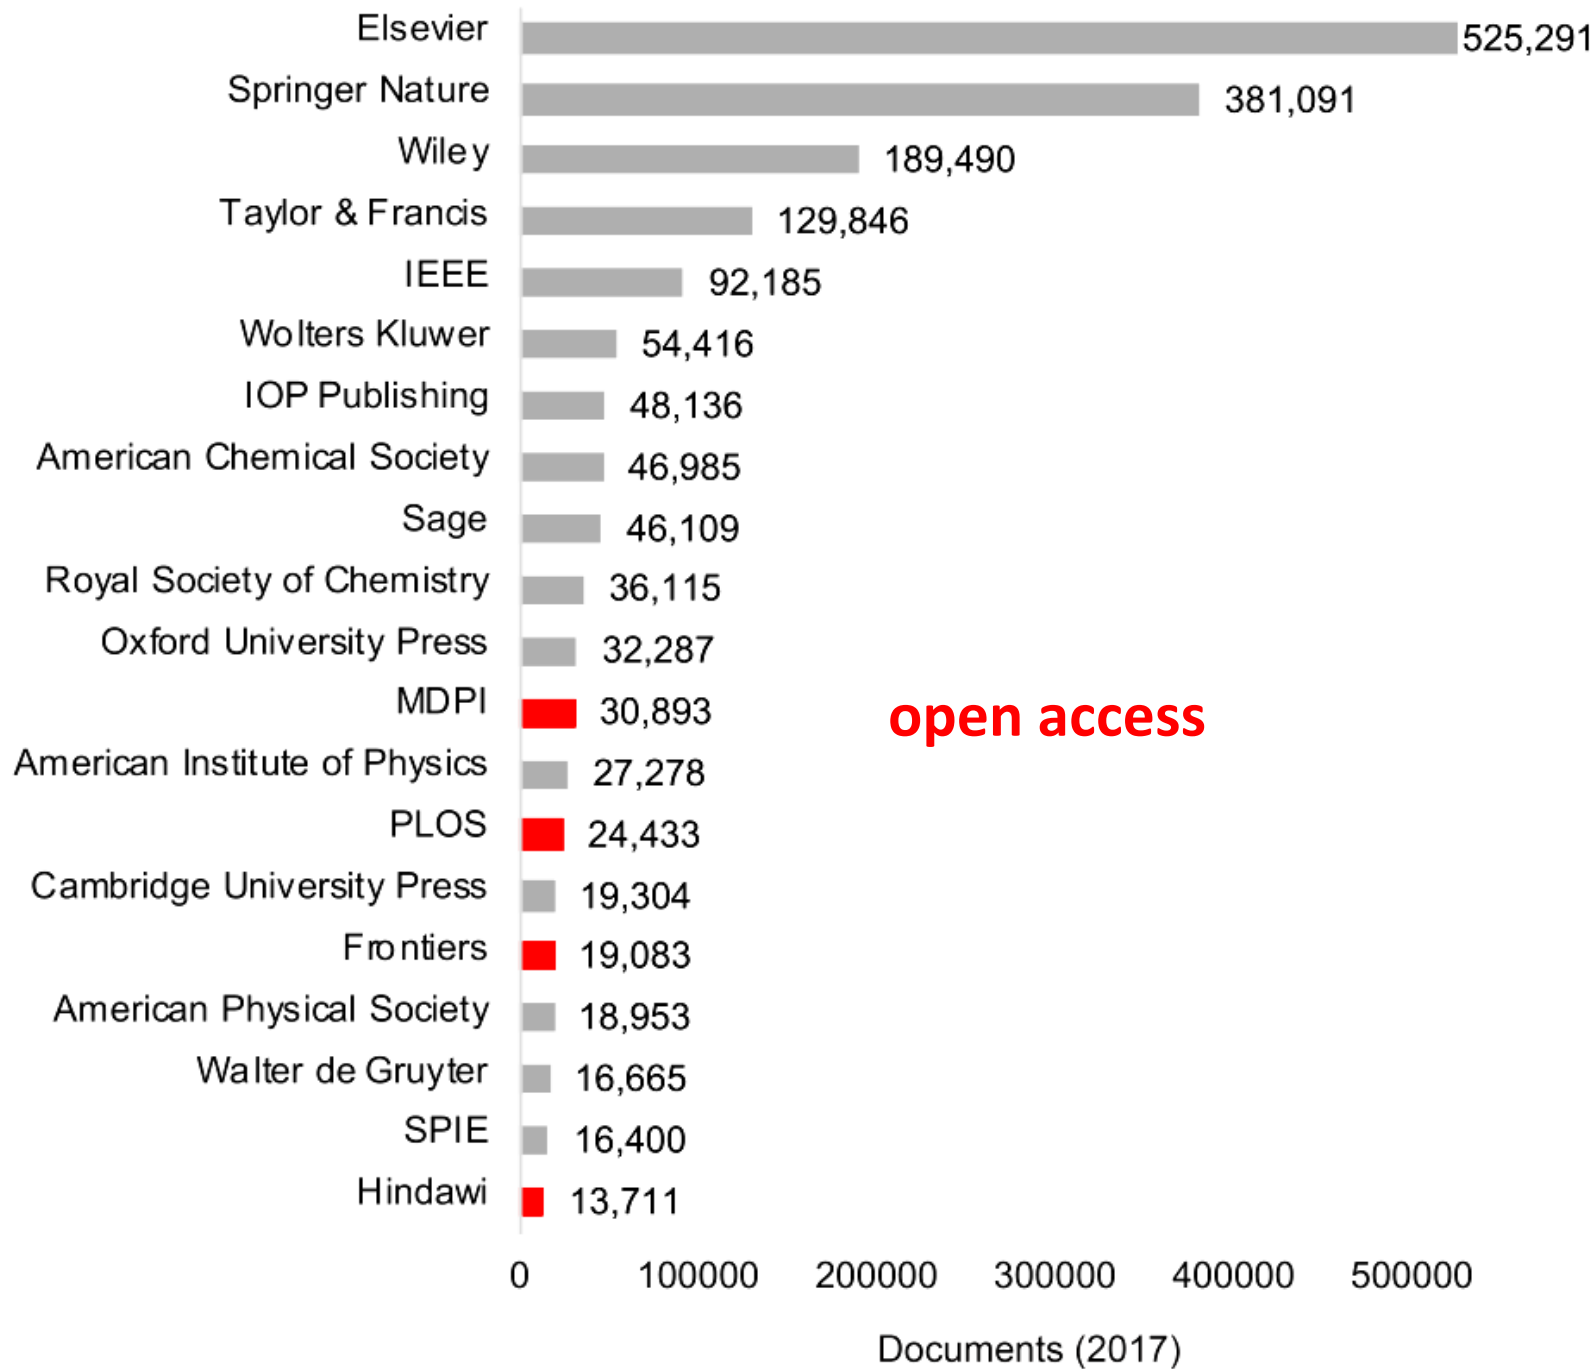 Elsevier 525,291
Springer Nature 381,091
Wiley 189,490
Taylor & Francis 129,846
IEEE 92,185
Wolters Kluwer 54,416
IOP Publishing 48,136
American Chemical Society 46,985
Sage 46,109
Royal Society of Chemistry 36,115
Oxford University Press 32,287
MDPI 30,893 open access
American Institute of Physics 27,278
PLOS 24,433
Cambridge University Press 19,304
Frontiers 19,083
American Physical Society 18,953
Walter de Gruyter 16,665
SPIE 16,400
Hindawi 13,711
0 100000 200000 300000 400000 500000
Documents (2017)